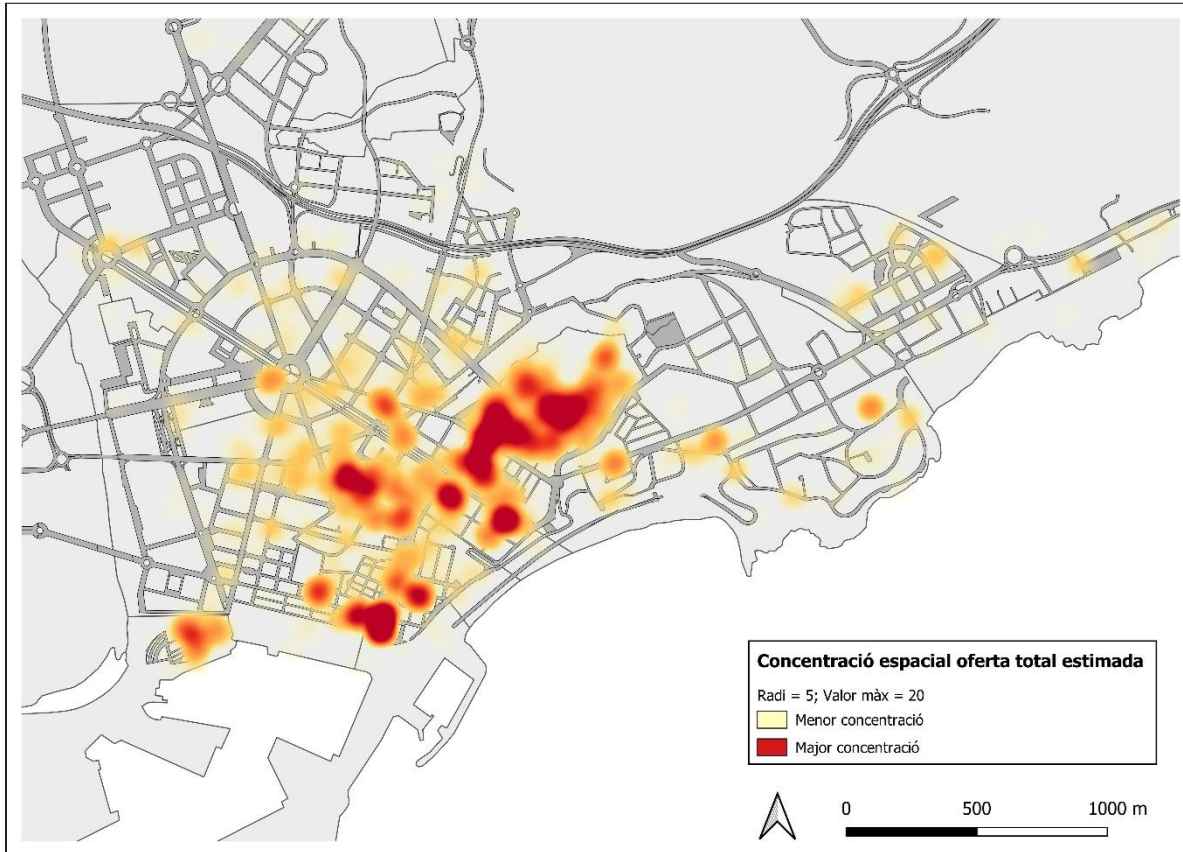 Concentració espacial oferta total estimada
Radi = 5; Valor màx = 20
Menor concentració
Major concentració
0 500 1000 m